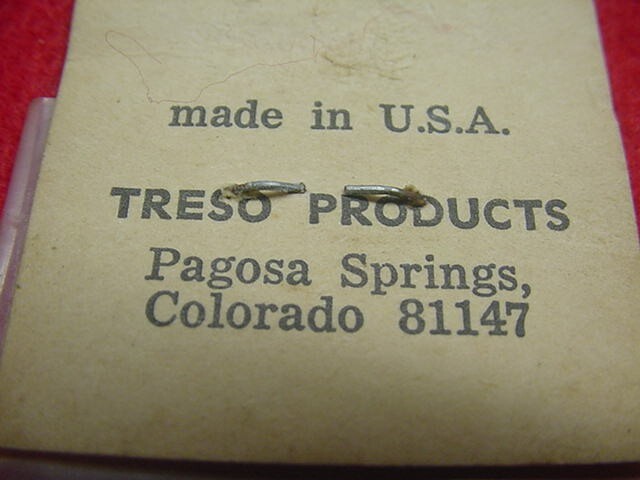 made in U.S.A.
TRESO PRODUCTS
Pagosa Springs,
Colorado 81147